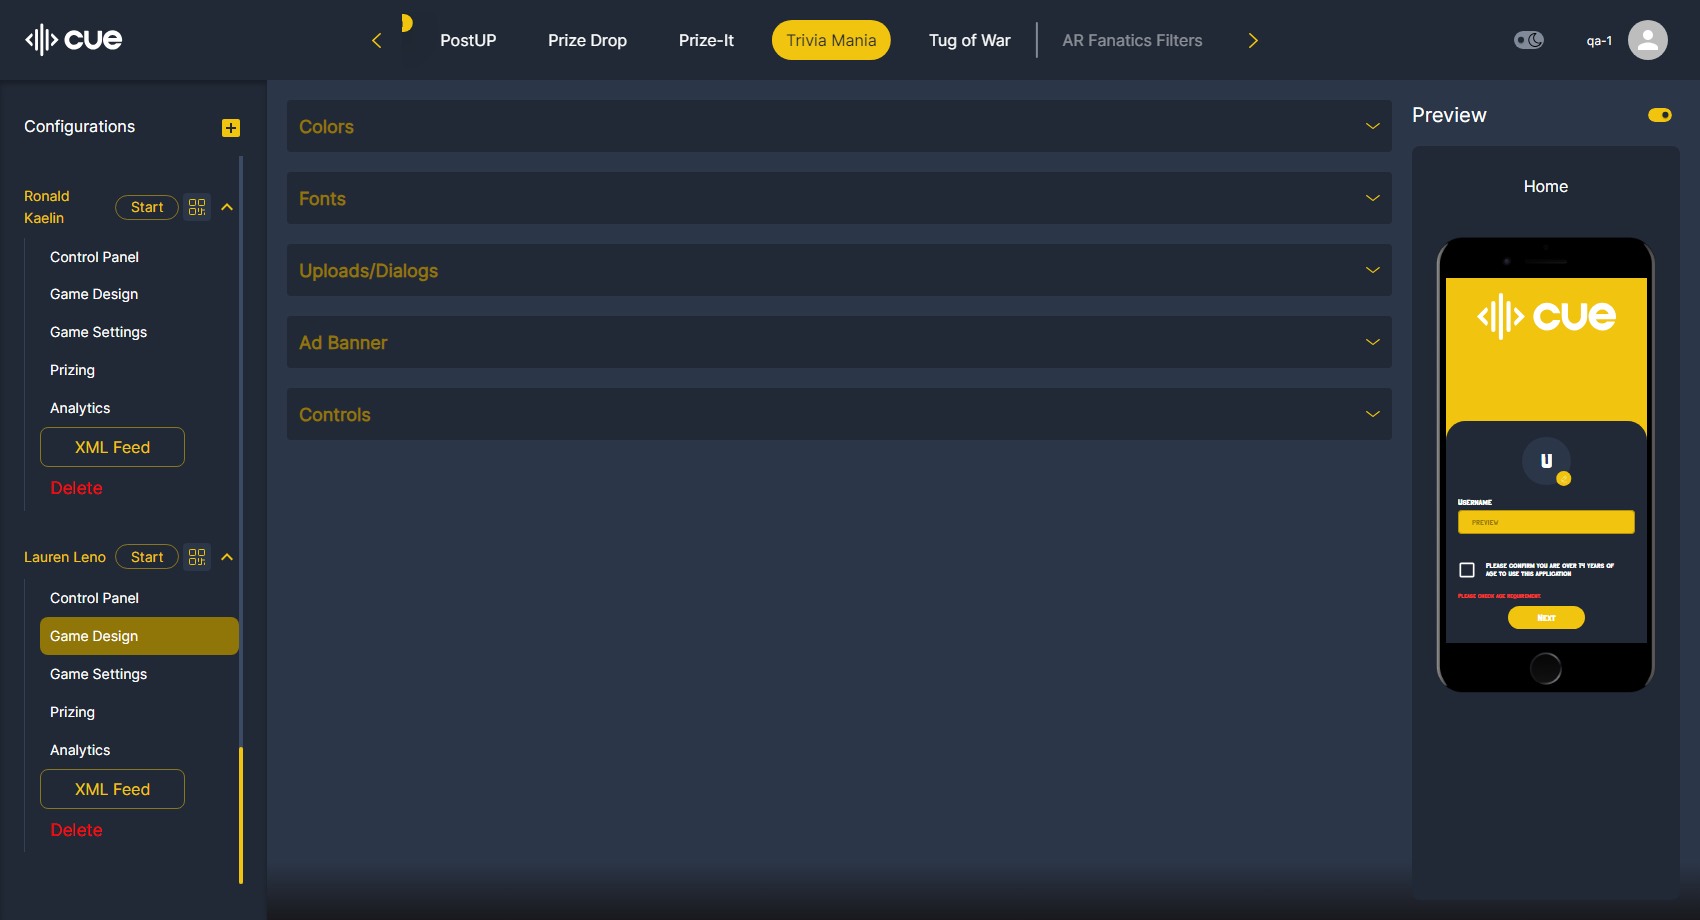 cue
PostUP
Prize Drop
Prize-It
Trivia Mania
Tug of War
AR Fanatics Filters
qa-1
Configurations
Ronald
Kaelin
Start
Control Panel
Game Design
Game Settings
Prizing
Analytics
XML Feed
Delete
Lauren Leno
Start
Control Panel
Game Design
Game Settings
Prizing
Analytics
XML Feed
Delete
Colors
Fonts
Uploads/Dialogs
Ad Banner
Controls
Preview
Home
cue
U
Username
PREVIEW
Please confirm you are over 14 years of
age to use this application
Please check age requirement
Next